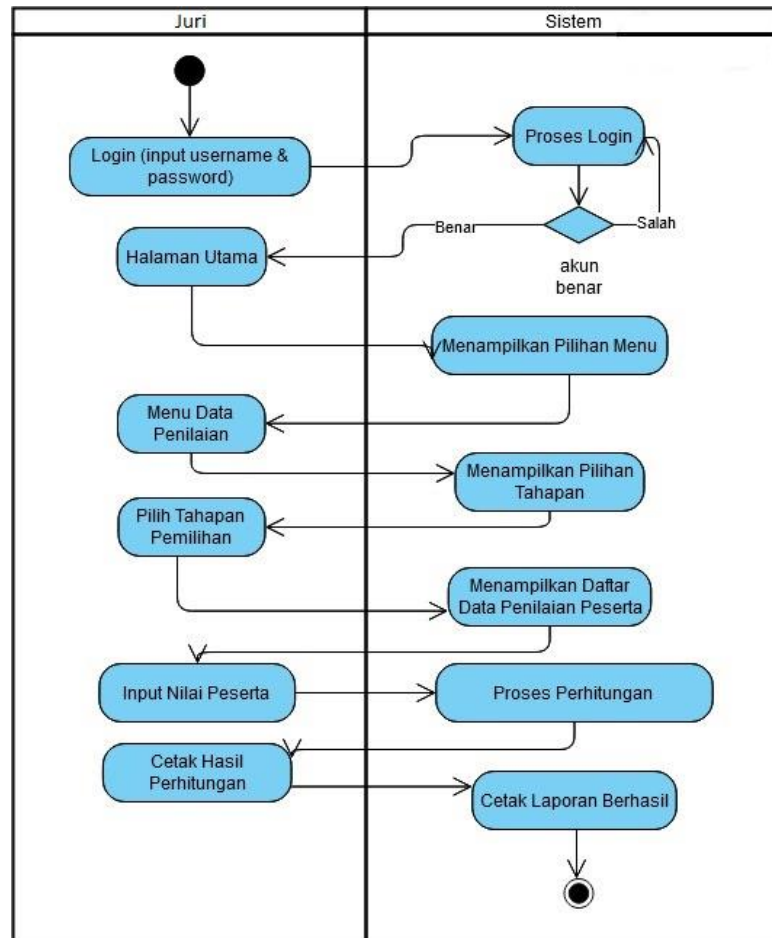 Juri
Sistem
Login (input username &
password)
Proses Login
Benar
Salah
akun
benar
Halaman Utama
Menampilkan Pilihan Menu
Menu Data
Penilaian
Menampilkan Pilihan
Tahapan
Pilih Tahapan
Pemilihan
Menampilkan Daftar
Data Penilaian Peserta
Input Nilai Peserta
Proses Perhitungan
Cetak Hasil
Perhitungan
Cetak Laporan Berhasil